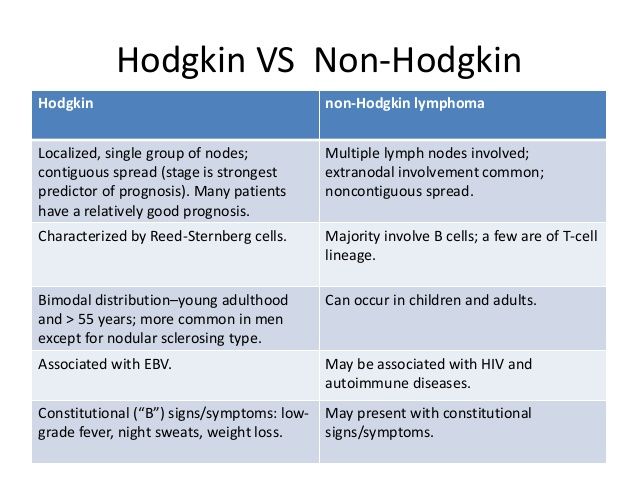 Hodgkin VS  Non-Hodgkin
Hodgkin
non-Hodgkin lymphoma
Localized, single group of nodes;
contiguous spread (stage is strongest
predictor of prognosis). Many patients
have a relatively good prognosis.
Multiple lymph nodes involved;
extranodal involvement common;
noncontiguous spread.
Characterized by Reed-Sternberg cells.
Majority involve B cells; a few are of T-cell
lineage.
Bimodal distribution–young adulthood
and > 55 years; more common in men
except for nodular sclerosing type.
Can occur in children and adults.
Associated with EBV.
May be associated with HIV and
autoimmune diseases.
Constitutional (“B”) signs/symptoms: low-
grade fever, night sweats, weight loss.
May present with constitutional
signs/symptoms.